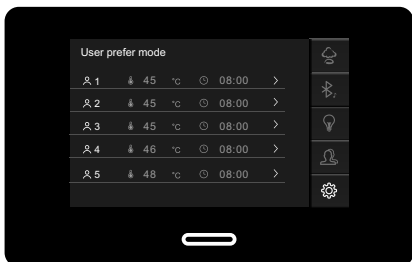 User prefer mode
1 45 °C 08:00 >
2 45 °C 08:00 >
3 45 °C 08:00 >
4 46 °C 08:00 >
5 48 °C 08:00 >